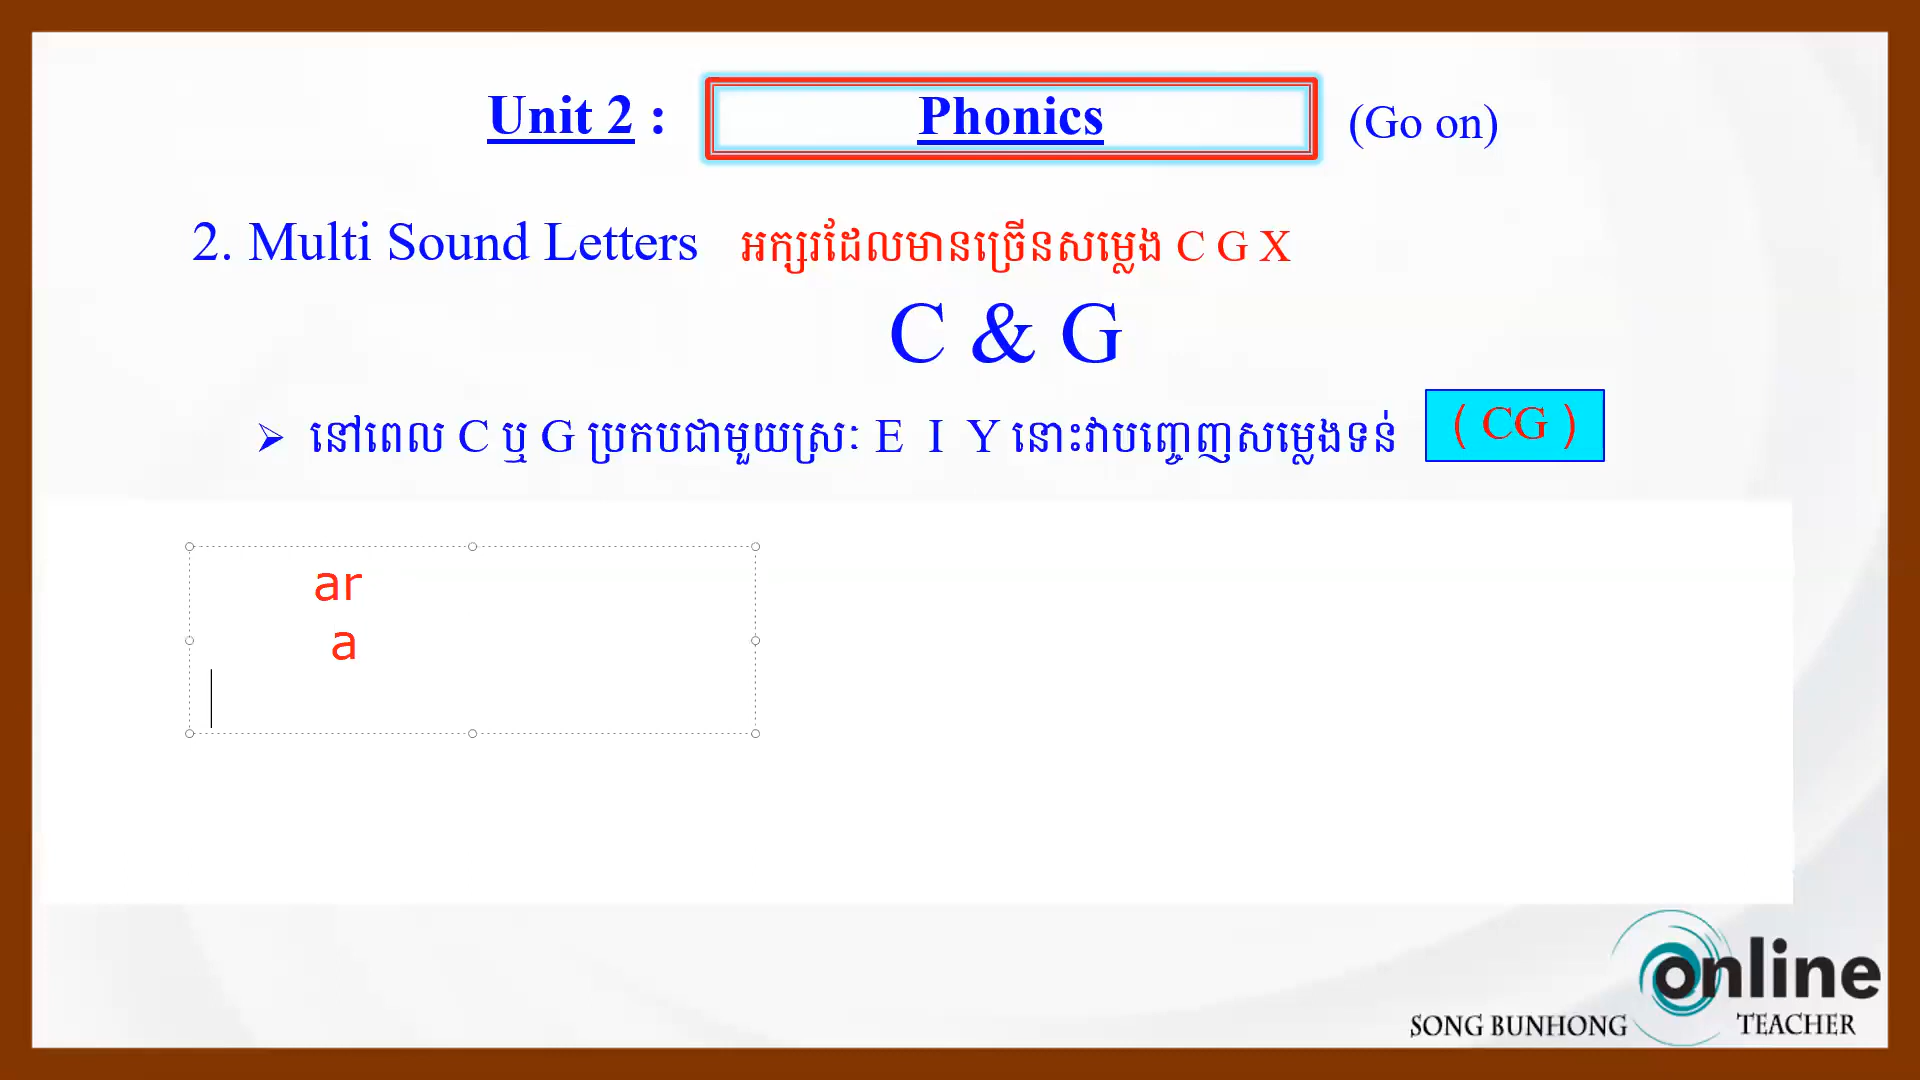 Unit 2 : Phonics (Go on)
2. Multi Sound Letters អក្សរដែលមានច្រើនសម្លេង C G X
C & G
➢ នៅពេល C ឬ G ប្រកបជាមួយស្រៈ E I Y នោះវាបញ្ចេញសម្លេងទន់ ( CG )
ar
a
online
SONG BUNHONG TEACHER